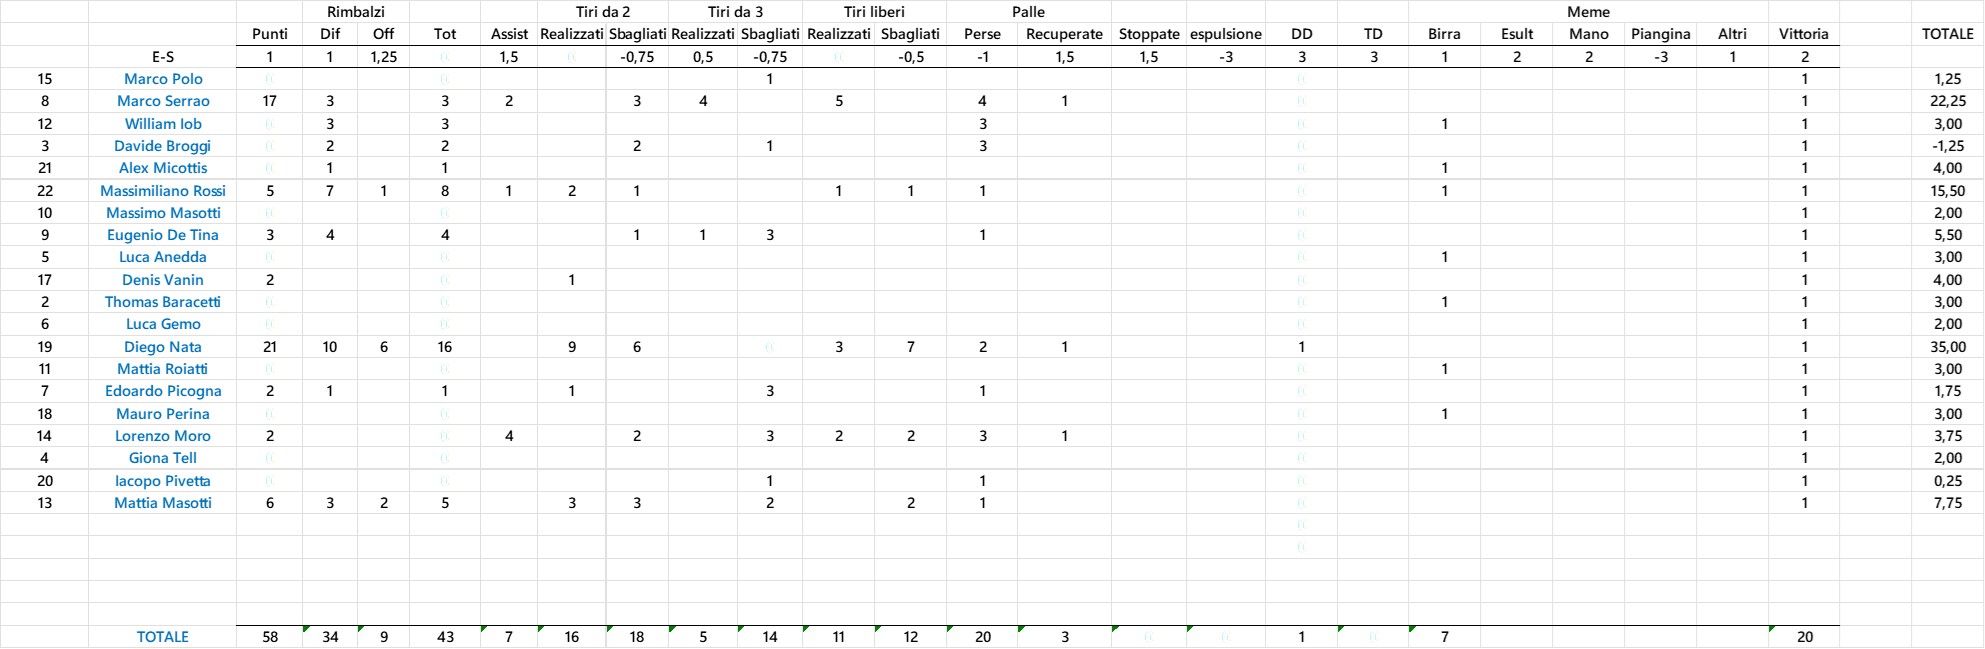 Rimbalzi Tiri da 2 Tiri da 3 Tiri liberi Palle Meme
Punti Dif Off Tot Assist Realizzati Sbagliati Realizzati Sbagliati Realizzati Sbagliati Perse Recuperate Stoppate espulsione DD TD Birra Esult Mano Piangina Altri Vittoria TOTALE
E-S 1 1 1,25 1,5 -0,75 0,5 -0,75 -0,5 -1 1,5 1,5 -3 3 3 1 2 2 -3 1 2
15 Marco Polo 1 1 1,25
8 Marco Serrao 17 3 3 2 3 4 5 4 1 1 22,25
12 William Iob 3 3 3 1 1 3,00
3 Davide Broggi 2 2 2 1 3 1 -1,25
21 Alex Micottis 1 1 1 1 4,00
22 Massimiliano Rossi 5 7 1 8 1 2 1 1 1 1 1 1 15,50
10 Massimo Masotti 1 2,00
9 Eugenio De Tina 3 4 4 1 1 3 1 1 5,50
5 Luca Anedda 1 1 3,00
17 Denis Vanin 2 1 1 4,00
2 Thomas Baracetti 1 1 3,00
6 Luca Gemo 1 2,00
19 Diego Nata 21 10 6 16 9 6 3 7 2 1 1 1 35,00
11 Mattia Roiatti 1 1 3,00
7 Edoardo Picogna 2 1 1 1 3 1 1 1,75
18 Mauro Perina 1 1 3,00
14 Lorenzo Moro 2 4 2 3 2 2 3 1 1 3,75
4 Giona Tell 1 2,00
20 Iacopo Pivetta 1 1 1 0,25
13 Mattia Masotti 6 3 2 5 3 3 2 2 1 1 7,75
TOTALE 58 34 9 43 7 16 18 5 14 11 12 20 3 1 7 20